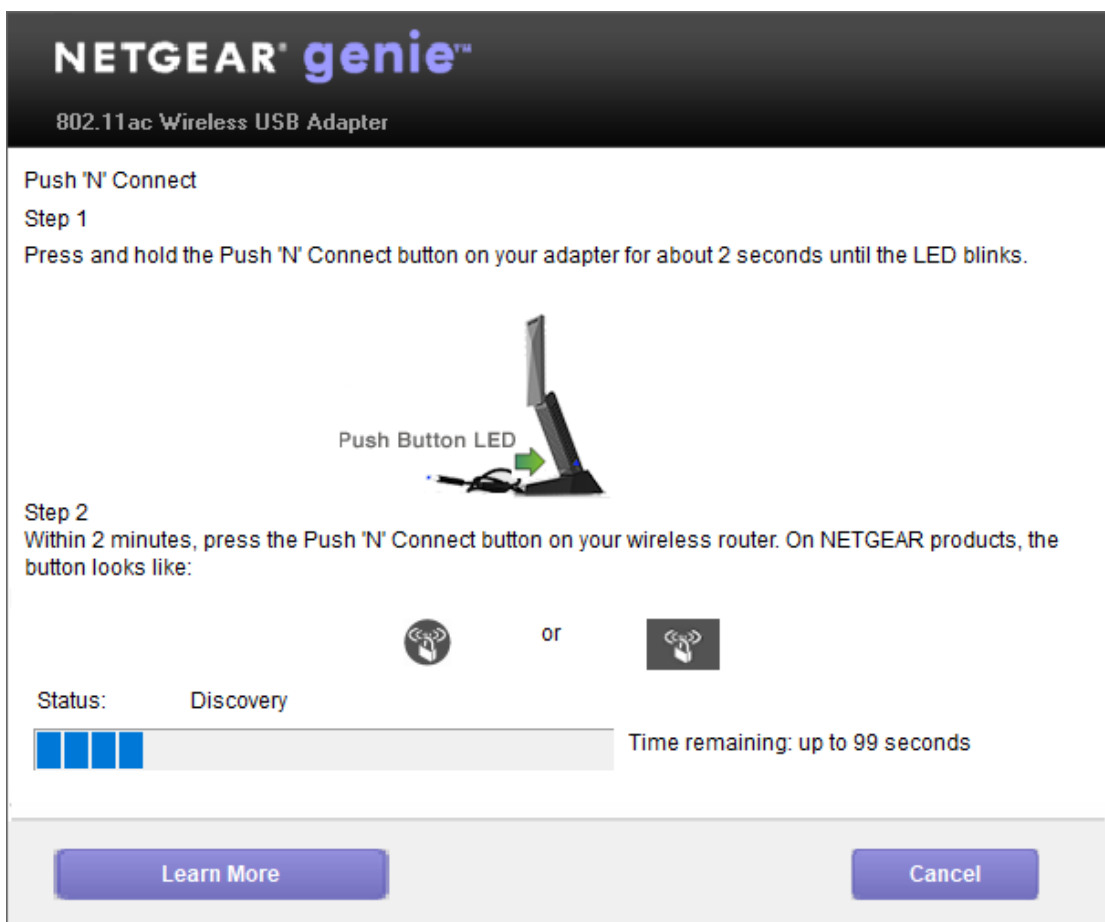 NETGEAR® genie™
802.11ac Wireless USB Adapter
Push 'N' Connect
Step 1
Press and hold the Push 'N' Connect button on your adapter for about 2 seconds until the LED blinks.
Push Button LED
Step 2
Within 2 minutes, press the Push 'N' Connect button on your wireless router. On NETGEAR products, the
button looks like:
or
Status: Discovery
Time remaining: up to 99 seconds
Learn More
Cancel